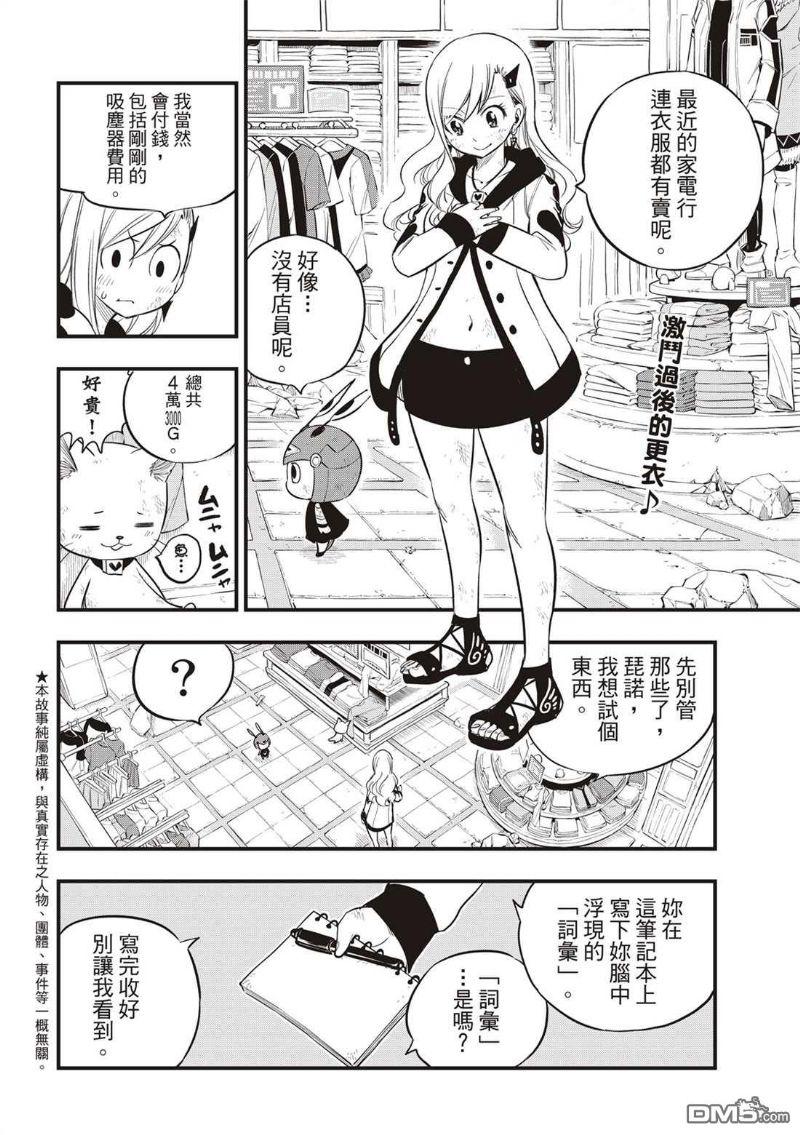 最近的家電行
連衣服都有賣呢。
激鬥過後的更衣♪
好像…
沒有店員呢。
我當然
會付錢，
包括剛剛的
吸塵器費用。
總共
4萬3000G。
好貴！
ムニャ
ムニャ
魚…
先別管
那些了，
琵諾，
我想試個
東西。
？
妳在
這筆記本上
寫下妳腦中
浮現的
「詞彙」。
「詞彙」
…是嗎？
寫完收好
別讓我看到。
★本故事純屬虛構，與真實存在之人物、團體、事件等一概無關。
DM5.com